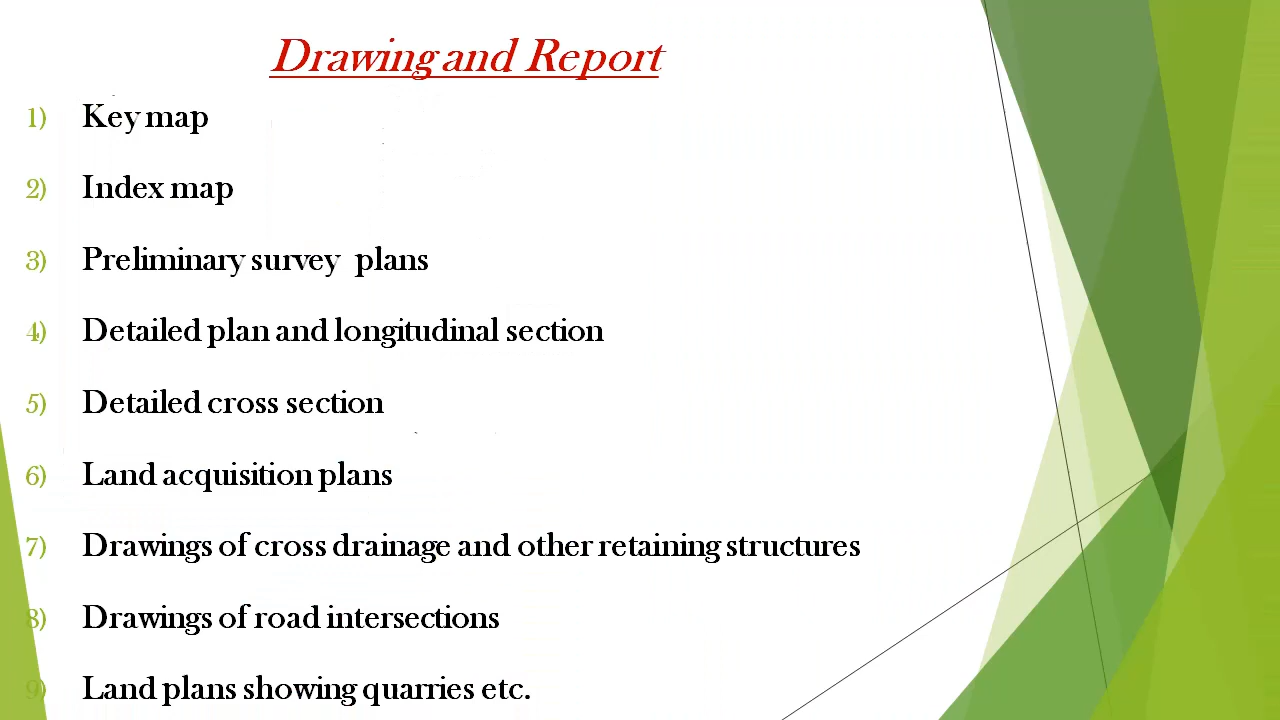 Drawing and Report
1) Key map
2) Index map
3) Preliminary survey plans
4) Detailed plan and longitudinal section
5) Detailed cross section
6) Land acquisition plans
7) Drawings of cross drainage and other retaining structures
8) Drawings of road intersections
9) Land plans showing quarries etc.